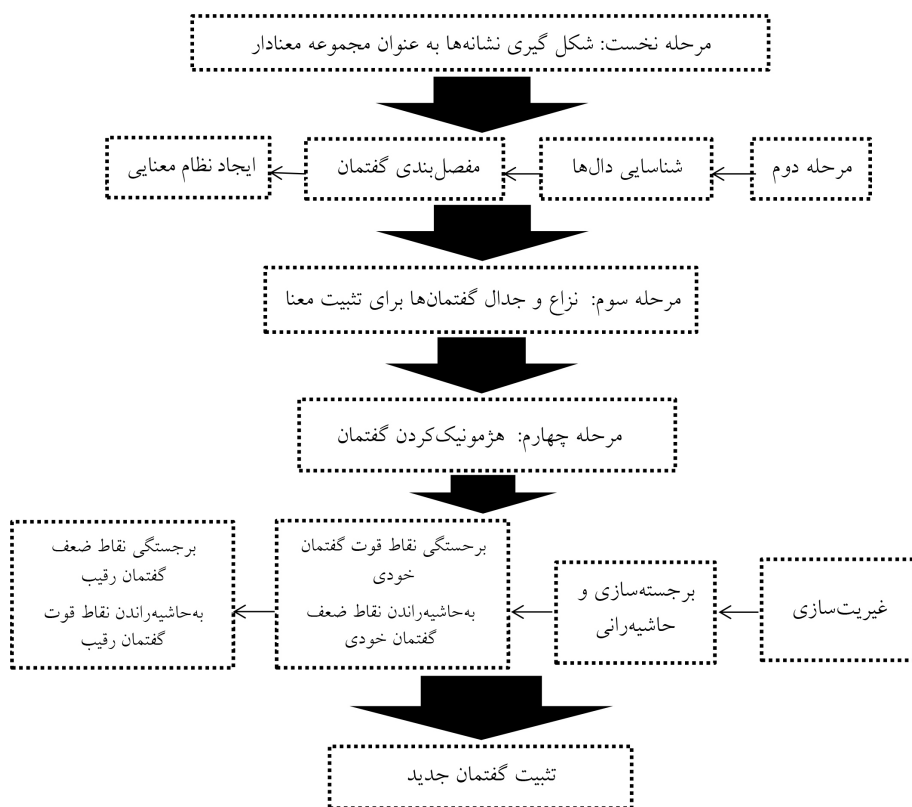 مرحله نخست: شکل گیری نشانه‌ها به عنوان مجموعه معنادار
مرحله دوم
شناسایی دال‌ها
مفصل‌بندی گفتمان
ایجاد نظام معنایی
مرحله سوم: نزاع و جدال گفتمان‌ها برای تثبیت معنا
مرحله چهارم: هژمونیک‌کردن گفتمان
غیریت‌سازی
برجسته‌سازی و
حاشیه‌رانی
برحستگی نقاط قوت گفتمان
خودی
به‌حاشیه‌راندن نقاط ضعف
گفتمان خودی
برجستگی نقاط ضعف
گفتمان رقیب
به‌حاشیه‌راندن نقاط قوت
گفتمان رقیب
تثبیت گفتمان جدید